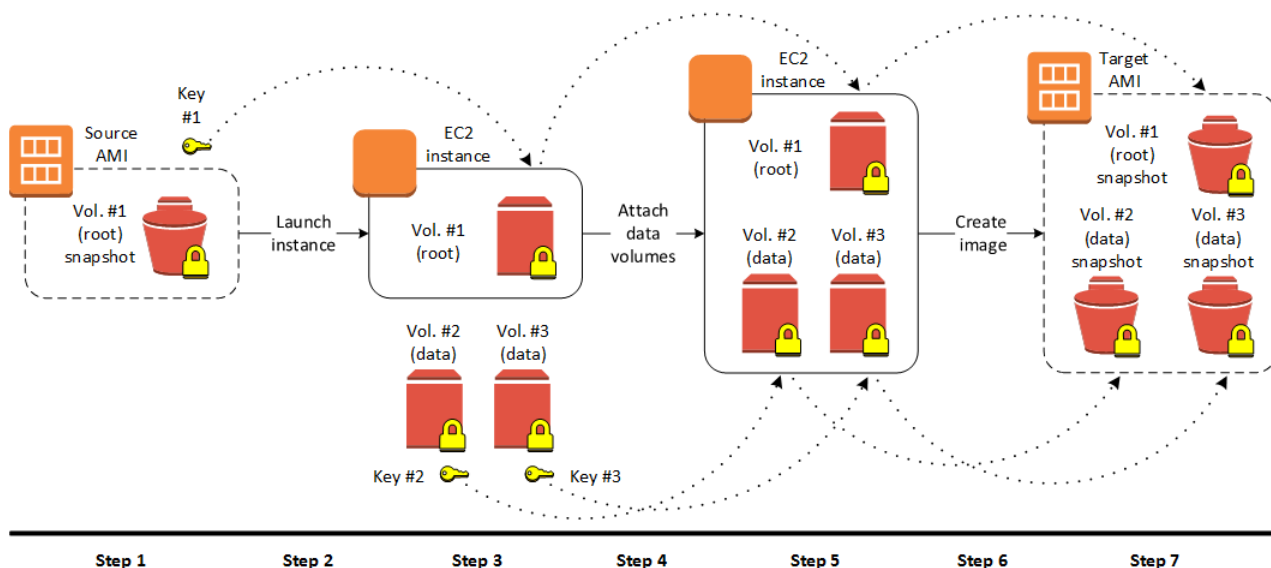 Key
#1
Source
AMI
Vol. #1
(root)
snapshot
Launch
instance
EC2
instance
Vol. #1
(root)
Vol. #2
(data)
Vol. #3
(data)
Key #2
Key #3
Attach
data
volumes
EC2
instance
Vol. #1
(root)
Vol. #2
(data)
Vol. #3
(data)
Create
image
Target
AMI
Vol. #1
(root)
snapshot
Vol. #2
(data)
snapshot
Vol. #3
(data)
snapshot
Step 1
Step 2
Step 3
Step 4
Step 5
Step 6
Step 7